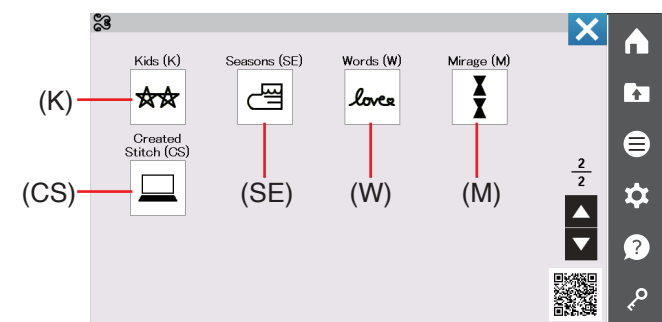 Kids (K)
Seasons (SE)
Words (W)
Mirage (M)
(K)
love
Created
Stitch (CS)
(CS)
(SE)
(W)
(M)
2
2
?